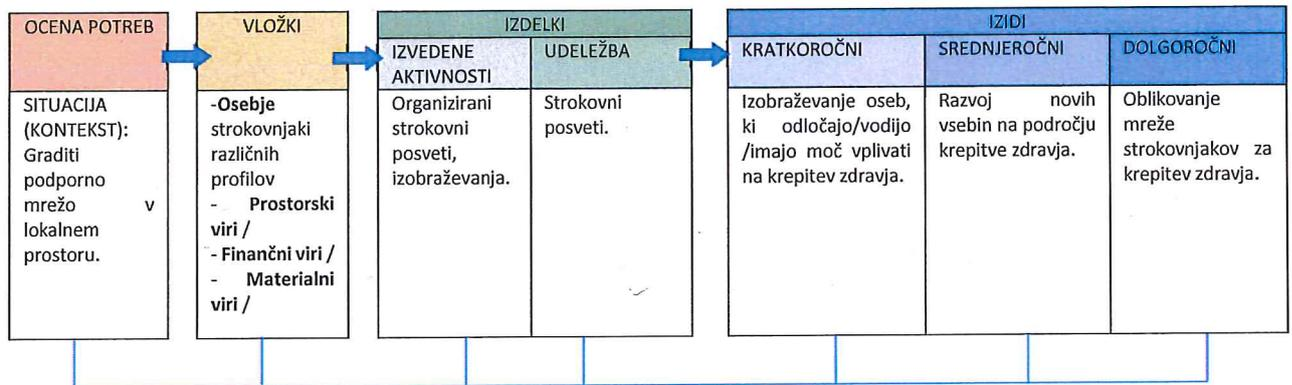 OCENA POTREB
SITUACIJA
(KONTEKST):
Graditi
podporno
mrežo v
lokalnem
prostoru.
VLOŽKI
-Osebje
strokovnjaki
različnih
profilov
- Prostorski
viri /
- Finančni viri /
- Materialni
viri /
IZDELKI
IZVEDENE
AKTIVNOSTI
Organizirani
strokovni
posveti,
izobraževanja.
UDELEŽBA
Strokovni
posveti.
IZIDI
KRATKOROČNI
Izobraževanje oseb,
ki odločajo/vodijo
/imajo moč vplivati
na krepitev zdravja.
SREDNJEROČNI
Razvoj novih
vsebin na področju
krepitve zdravja.
DOLGOROČNI
Oblikovanje
mreže
strokovnjakov za
krepitev zdravja.